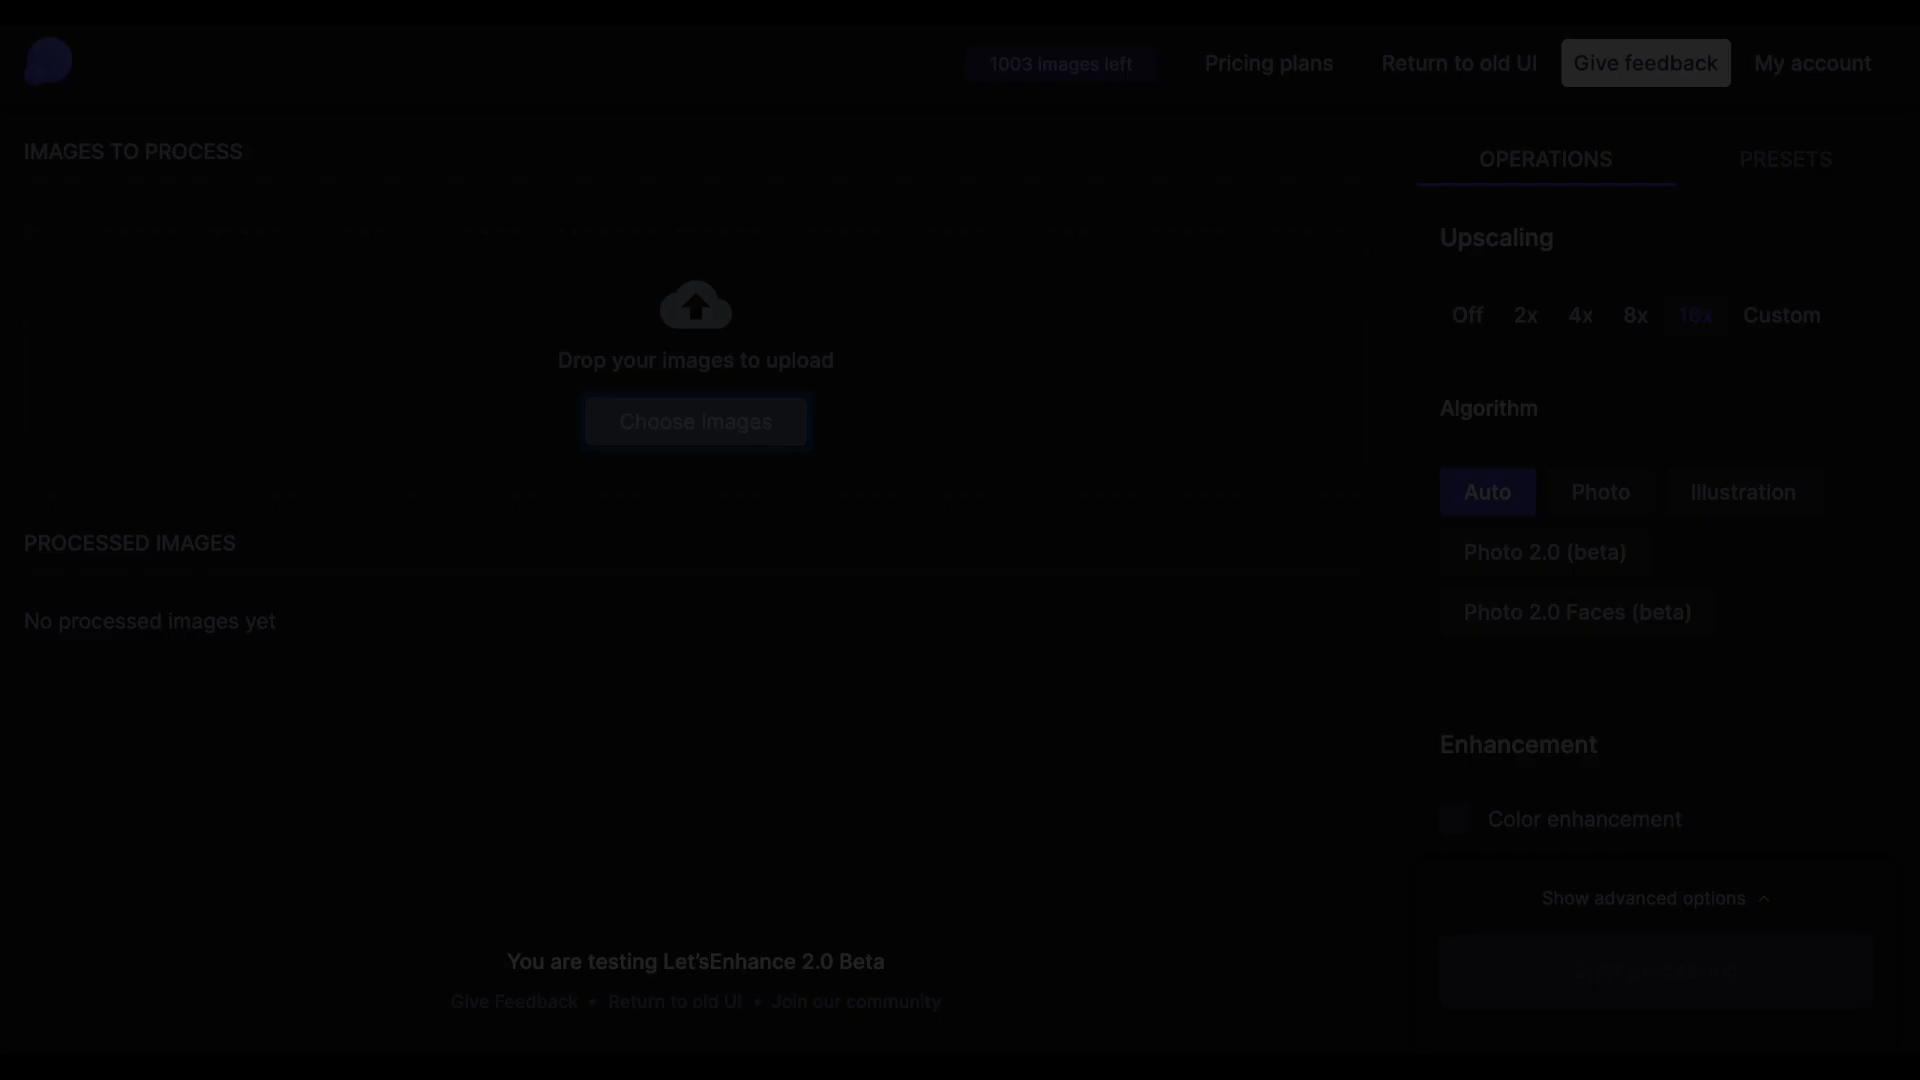 1003 images left
Pricing plans
Return to old UI
Give feedback
My account
IMAGES TO PROCESS
OPERATIONS
PRESETS
Upscaling
Off
2x
4x
8x
16x
Custom
Drop your images to upload
Choose images
Algorithm
Auto
Photo
Illustration
Photo 2.0 (beta)
Photo 2.0 Faces (beta)
PROCESSED IMAGES
No processed images yet
Enhancement
Color enhancement
Show advanced options
You are testing Let’sEnhance 2.0 Beta
Give Feedback • Return to old UI • Join our community